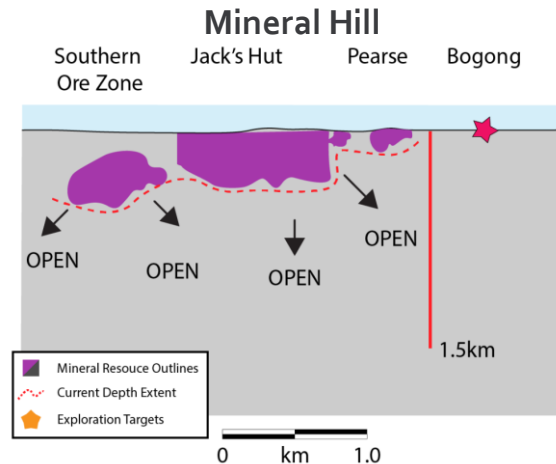 Mineral Hill
Southern
Ore Zone
Jack's Hut
Pearse
Bogong
OPEN
OPEN
OPEN
OPEN
1.5km
Mineral Resouce Outlines
Current Depth Extent
Exploration Targets
0 km 1.0